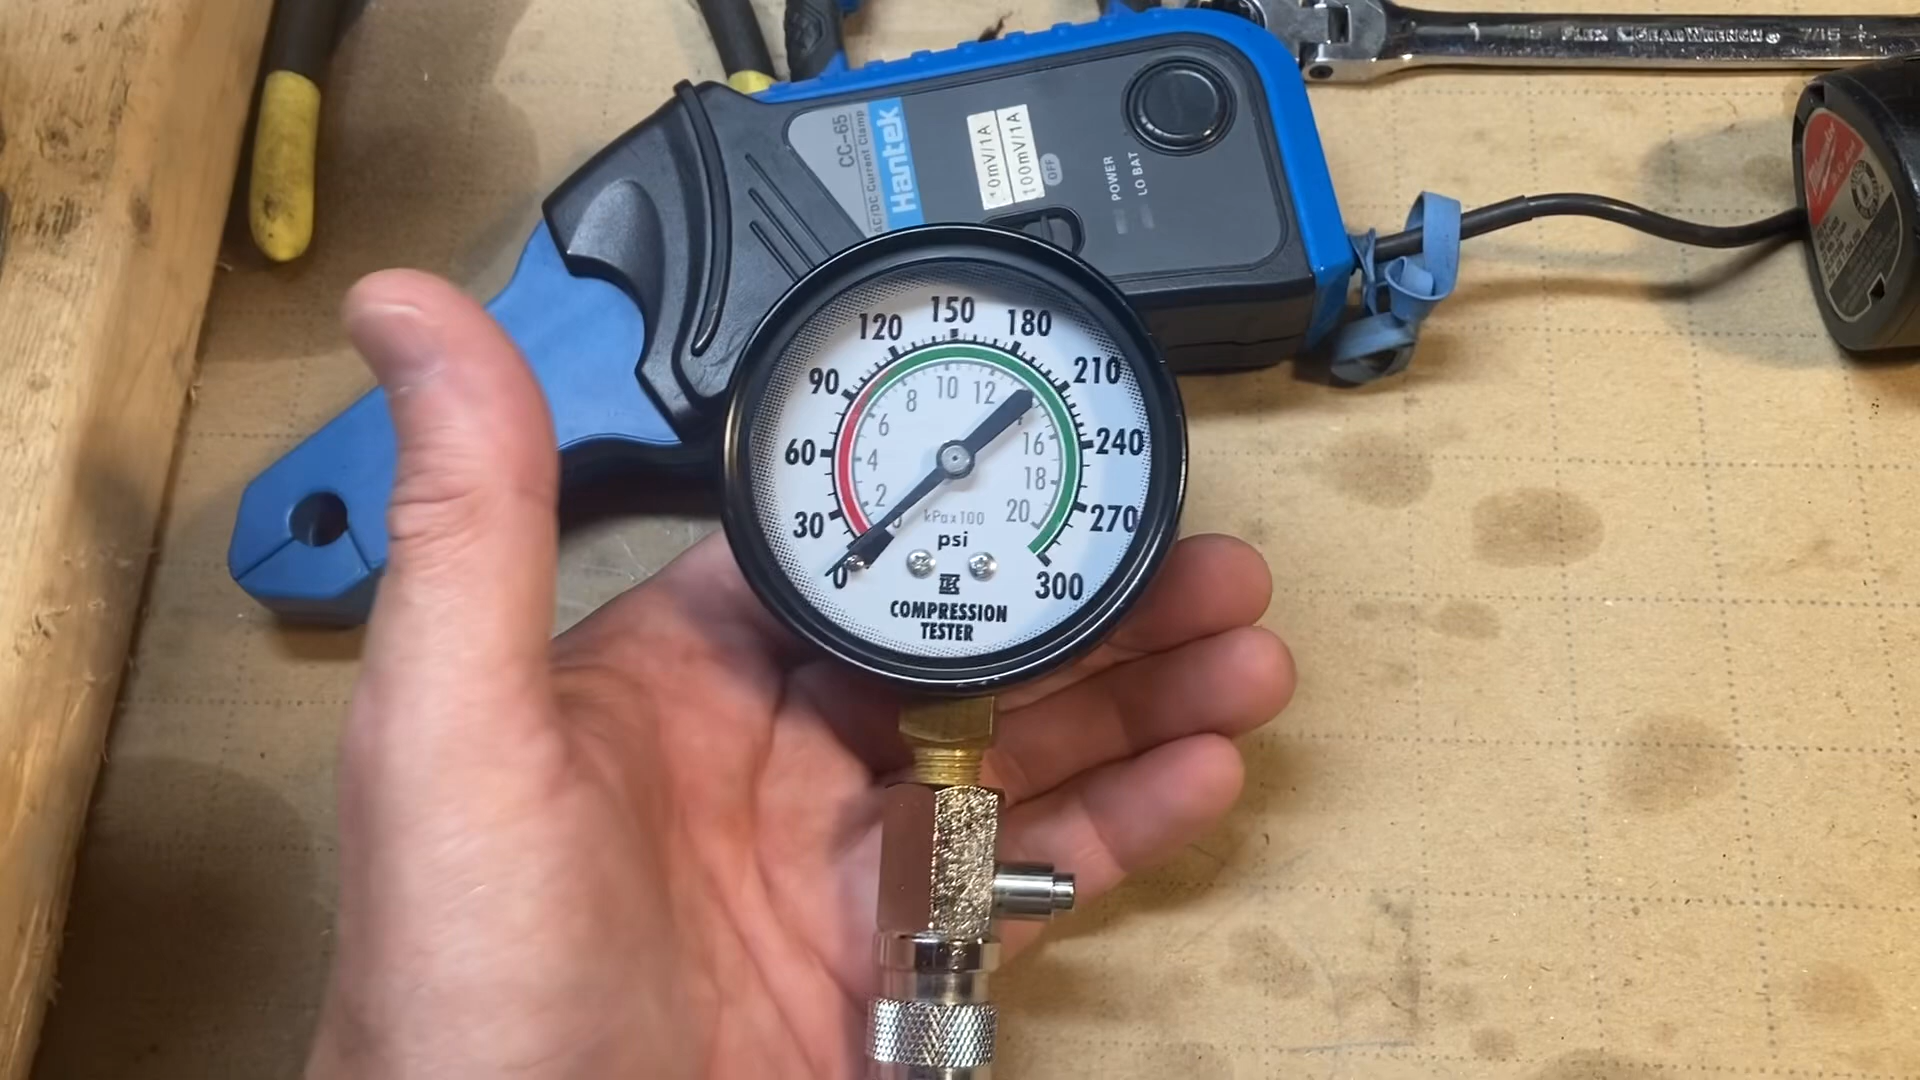 FLEX GEARWRENCH® 7/16
CC-65
AC/DC Current Clamp
Hantek
100mV/1A
OFF
POWER
LO BAT
Milwaukee
0
30
60
90
120
150
180
210
240
270
300
2
4
6
8
10
12
16
18
20
kPax100
psi
COMPRESSION
TESTER